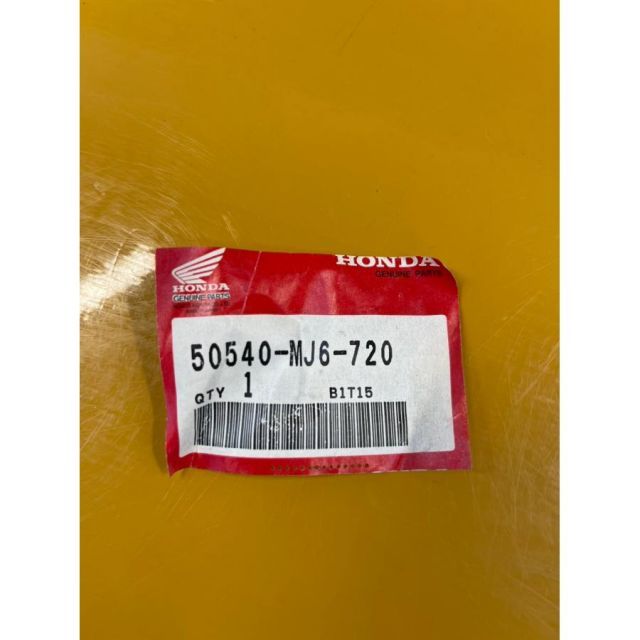 HONDA
GENUINE PARTS
HONDA
GENUINE PARTS
50540-MJ6-720
QTY 1 B1T15